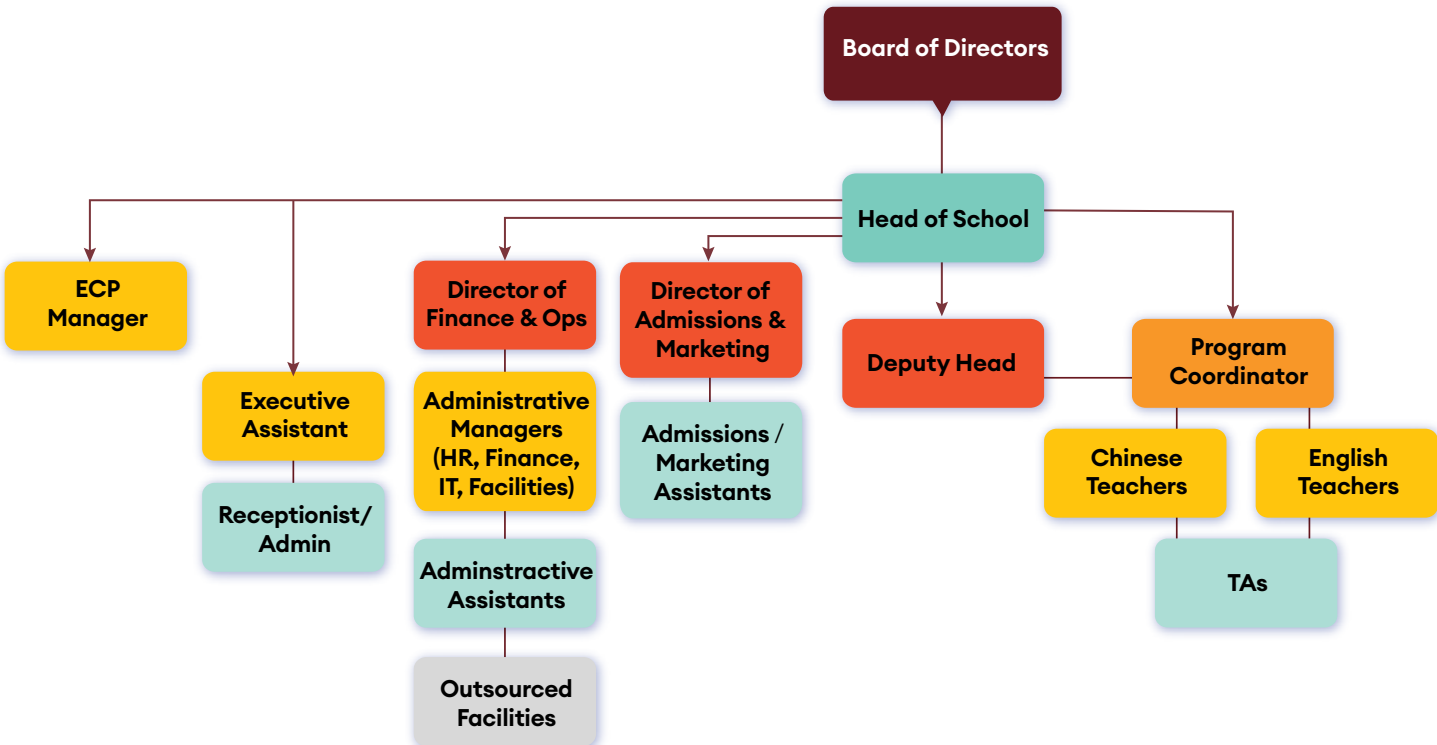 Board of Directors
Head of School
ECP
Manager
Executive
Assistant
Receptionist/
Admin
Director of
Finance & Ops
Administrative
Managers
(HR, Finance,
IT, Facilities)
Adminstractive
Assistants
Outsourced
Facilities
Director of
Admissions &
Marketing
Admissions /
Marketing
Assistants
Deputy Head
Program
Coordinator
Chinese
Teachers
English
Teachers
TAs